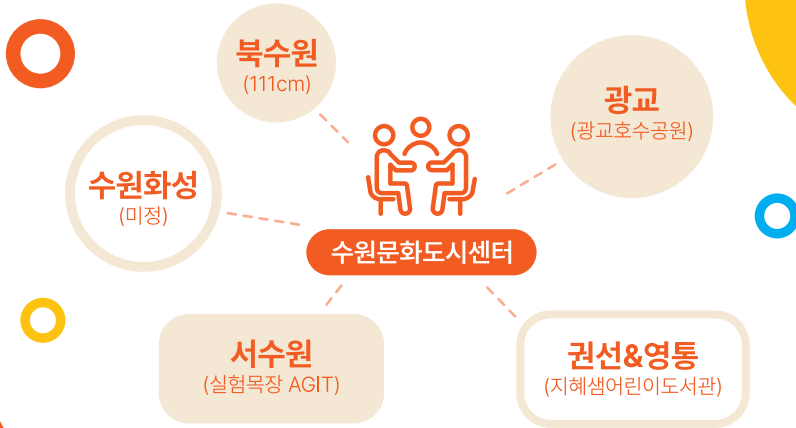 북수원
(111cm)
광교
(광교호수공원)
수원화성
(미정)
수원문화도시센터
서수원
(실험목장 AGIT)
권선&영통
(지혜샘어린이도서관)